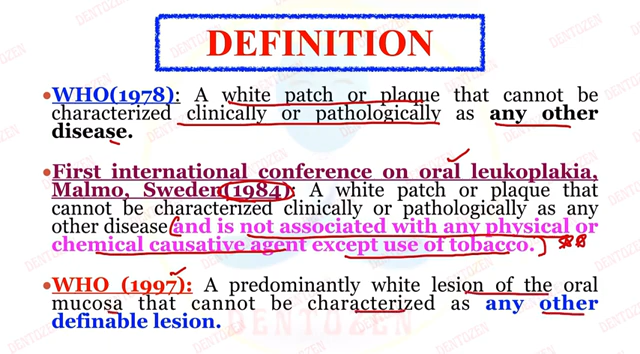 DEFINITION
•WHO(1978): A white patch or plaque that cannot be
characterized clinically or pathologically as any other
disease.
•First international conference on oral leukoplakia,
Malmo, Sweden(1984): A white patch or plaque that
cannot be characterized clinically or pathologically as any
other disease and is not associated with any physical or
chemical causative agent except use of tobacco.
•WHO (1997): A predominantly white lesion of the oral
mucosa that cannot be characterized as any other
definable lesion.
DENTOZEN